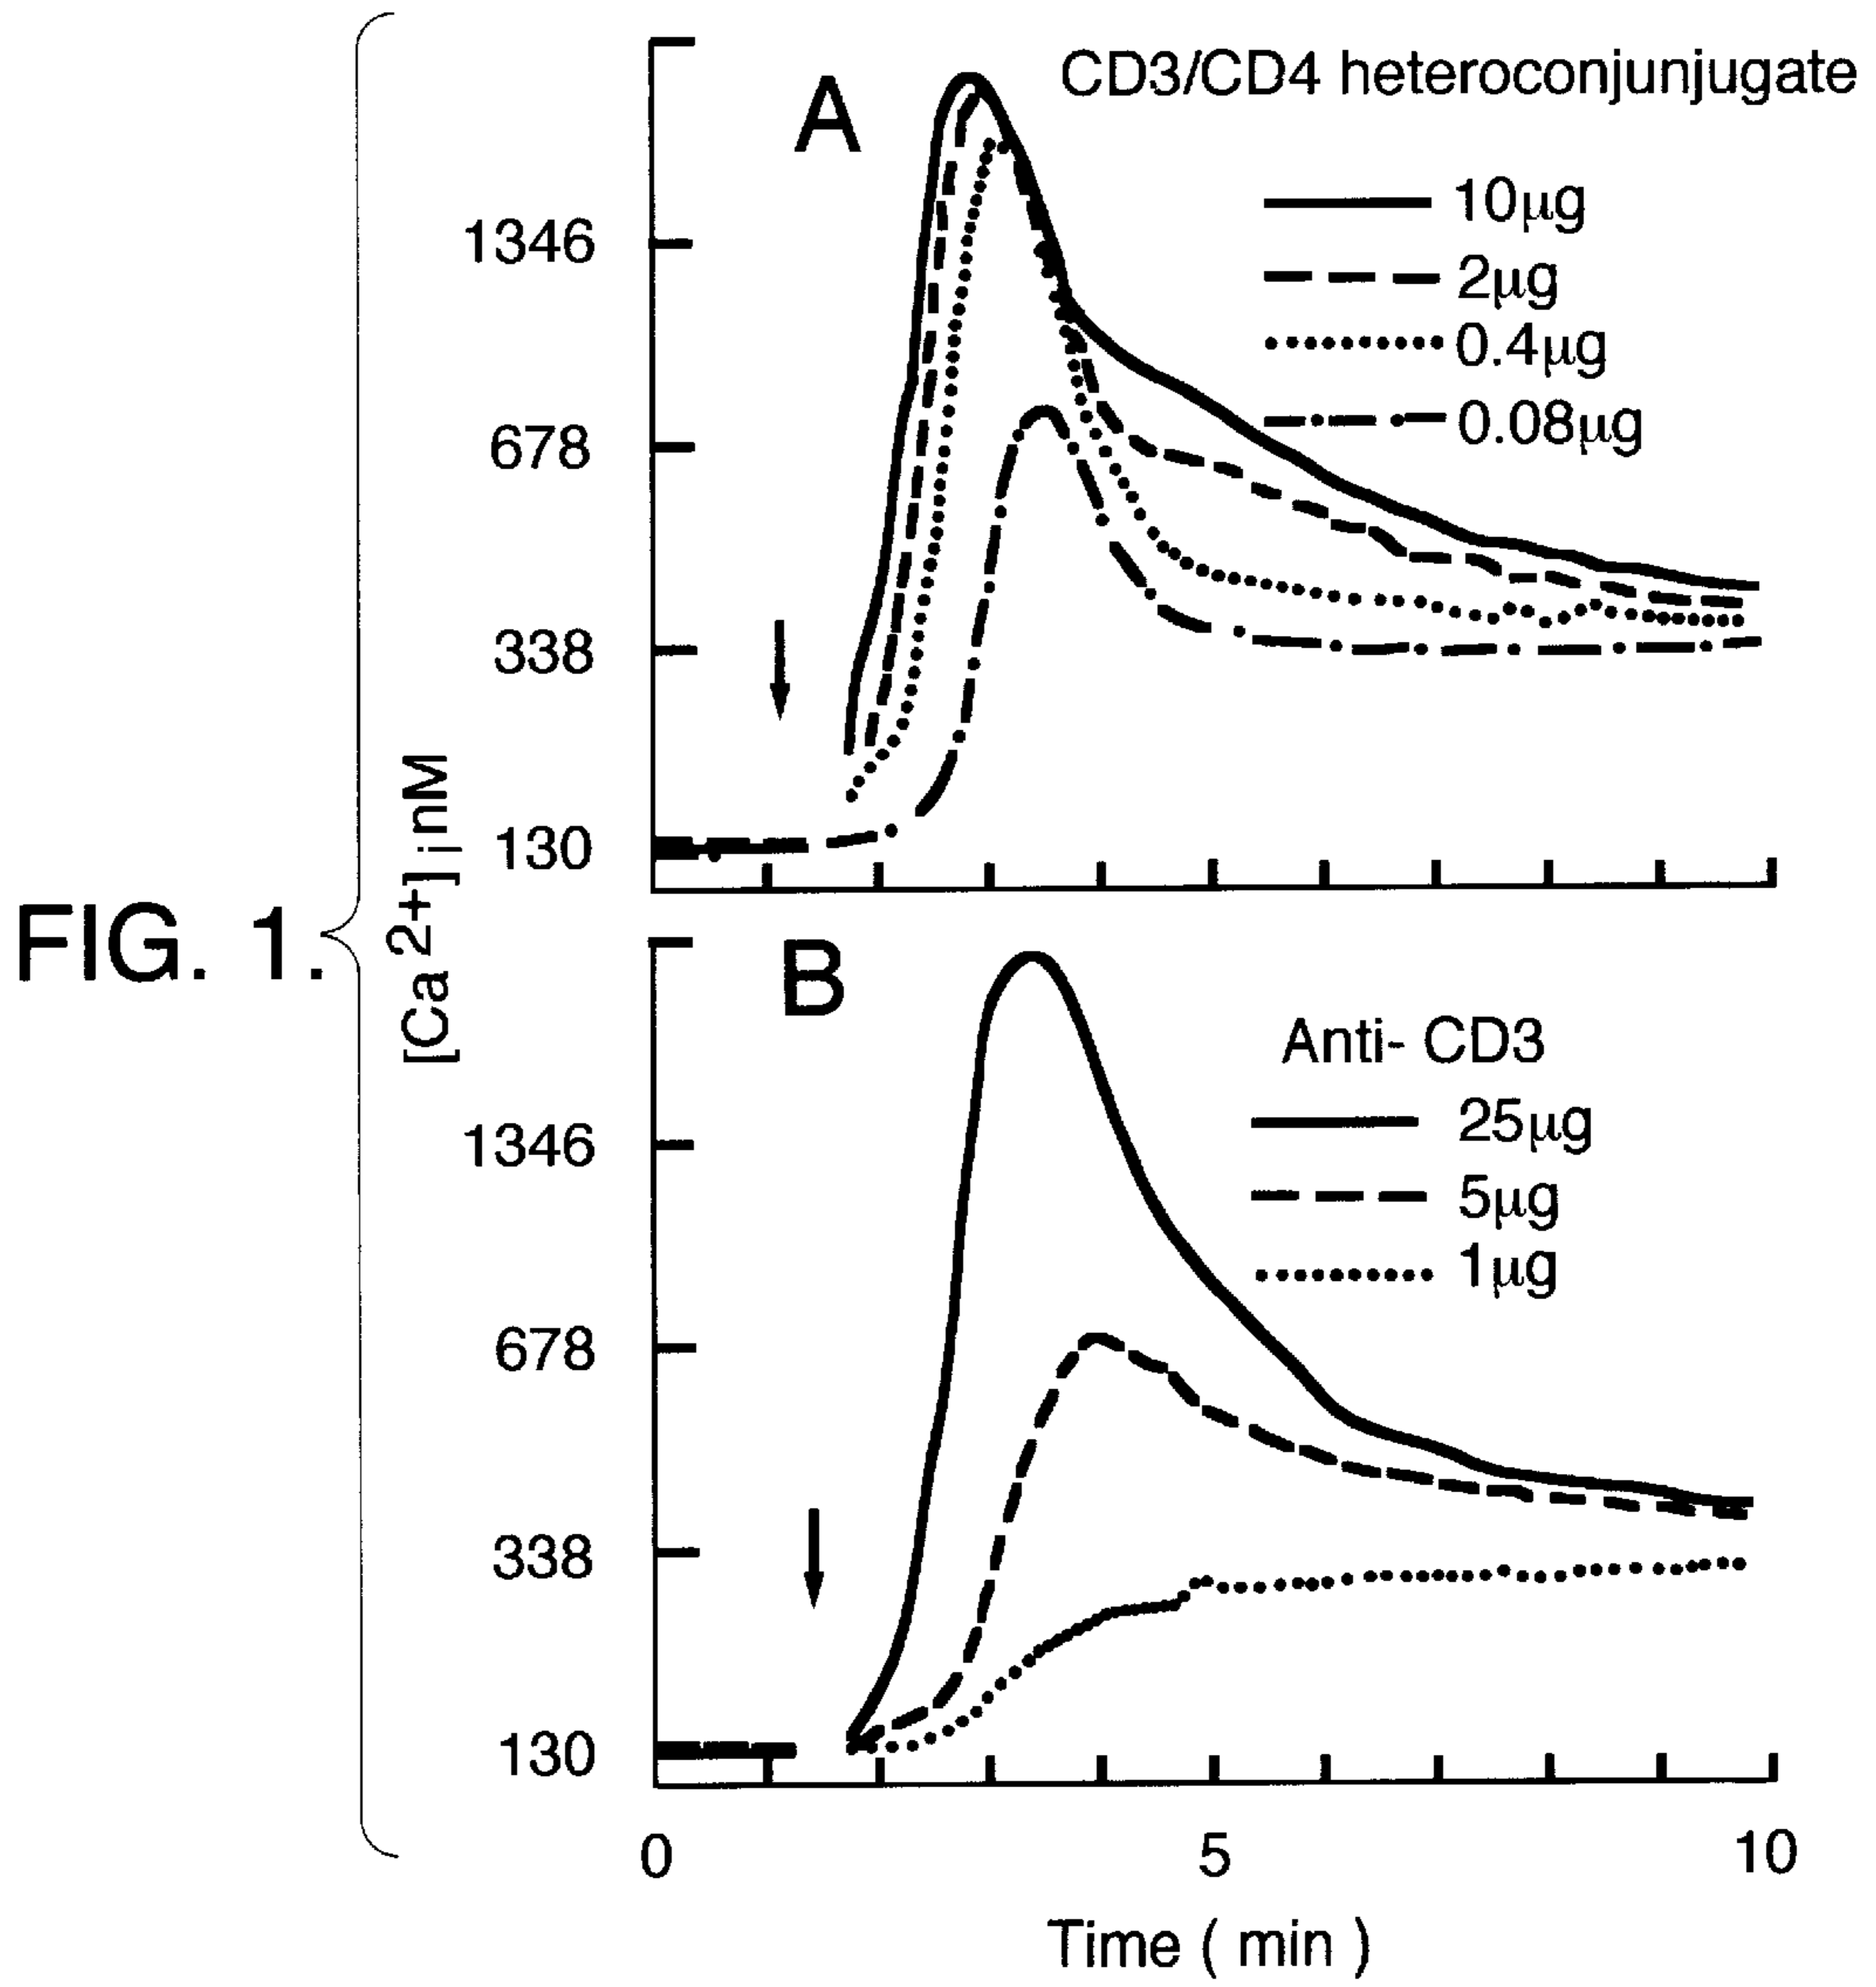 FIG. 1.
[Ca 2+]i nM
A
CD3/CD4 heteroconjunjugate
10µg
2µg
0.4µg
0.08µg
1346
678
338
130
B
Anti- CD3
25µg
5µg
1µg
1346
678
338
130
0 5 10
Time ( min )